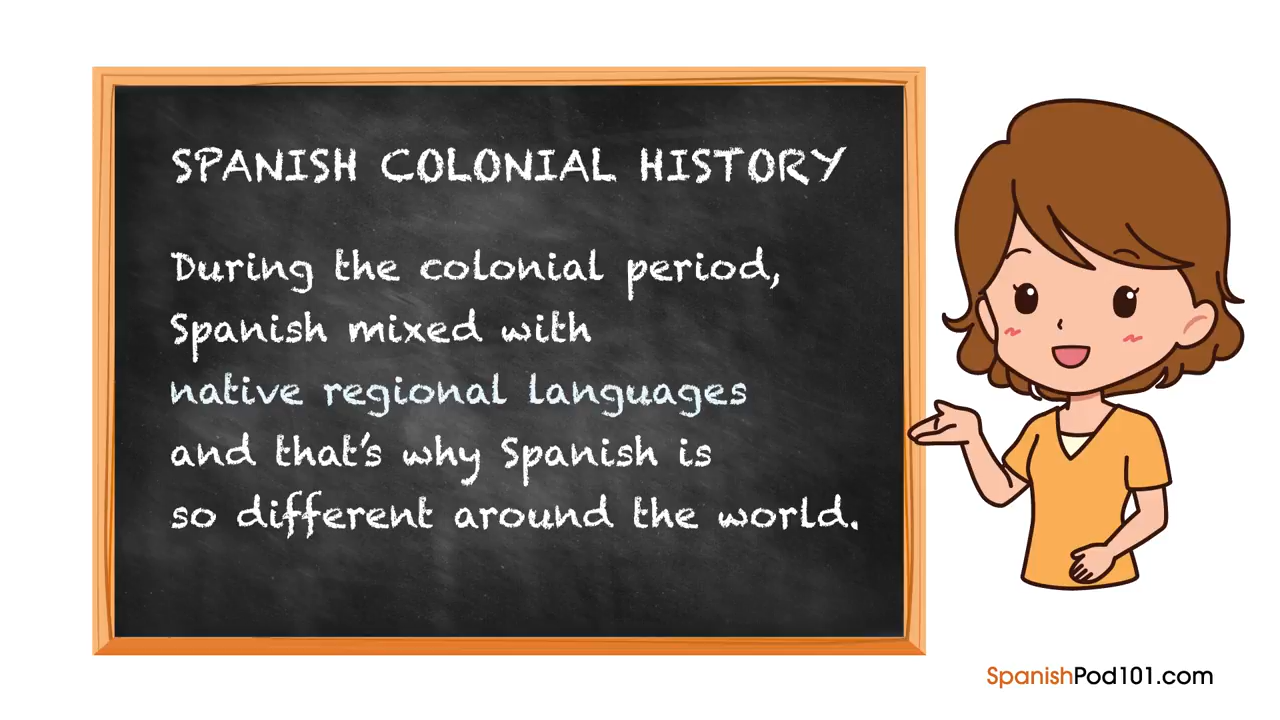 SPANISH COLONIAL HISTORY
During the colonial period,
Spanish mixed with
native regional languages
and that's why Spanish is
so different around the world.
SpanishPod101.com